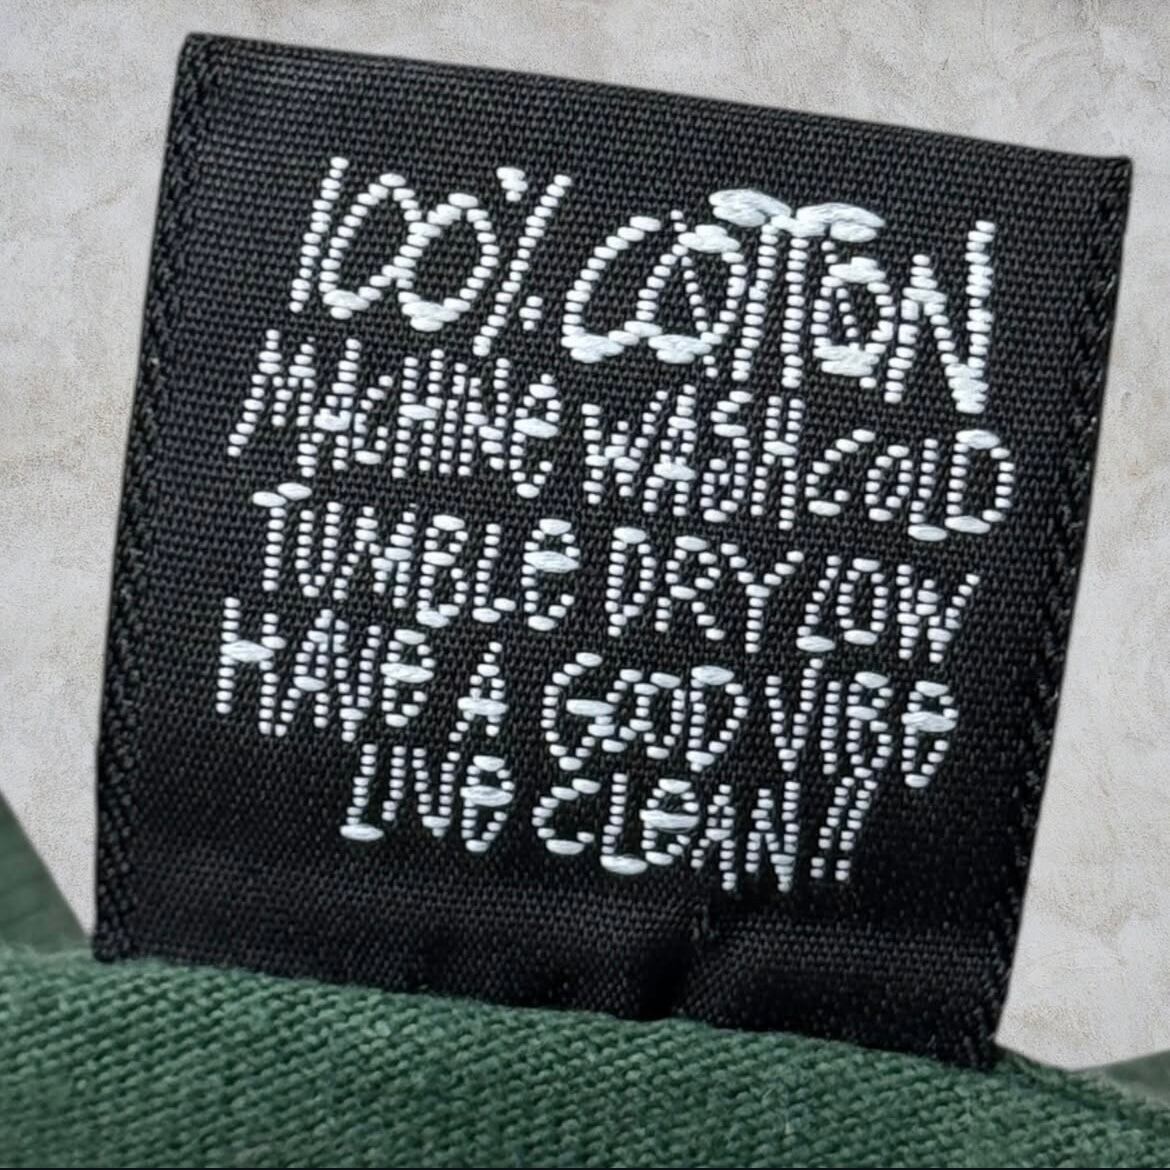 100% COTTON
MACHINE WASH COLD
TUMBLE DRY LOW
HAVE A GOOD VIBE
LIVE CLEAN!!